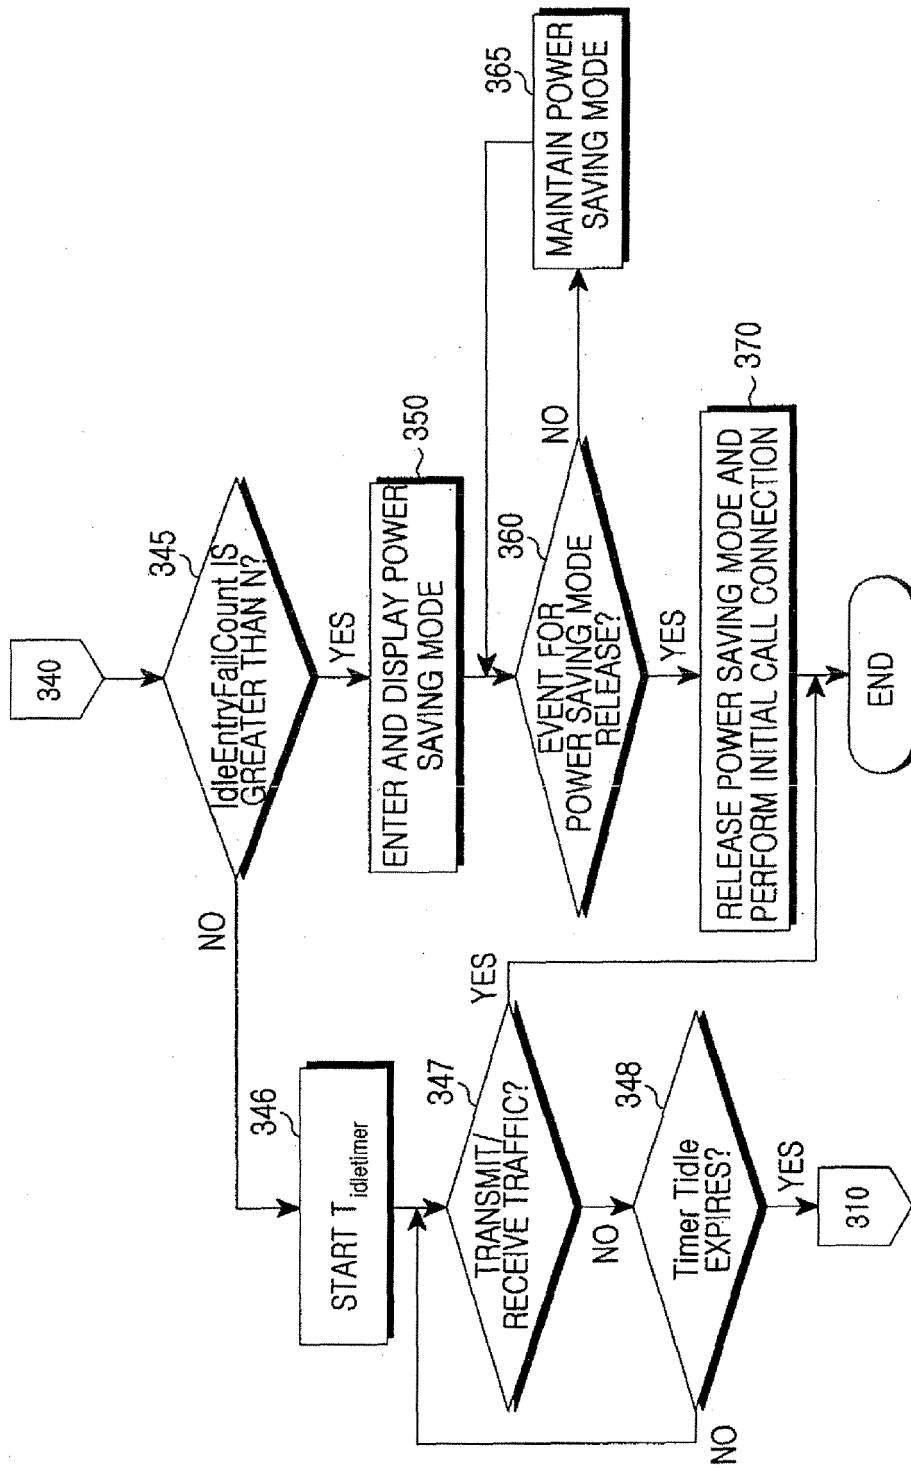 340
345
IdleEntryFailCount IS
GREATER THAN N?
NO
YES
346
START Tidletimer
350
ENTER AND DISPLAY POWER
SAVING MODE
347
TRANSMIT/
RECEIVE TRAFFIC?
YES
NO
360
EVENT FOR
POWER SAVING MODE
RELEASE?
NO
YES
365
MAINTAIN POWER
SAVING MODE
348
Timer Tidle
EXPIRES?
NO
YES
370
RELEASE POWER SAVING MODE AND
PERFORM INITIAL CALL CONNECTION
310
END